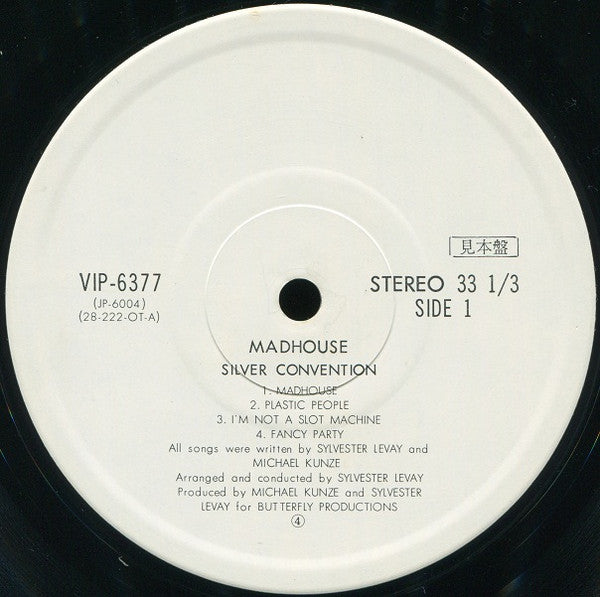 見本盤
VIP-6377
STEREO 33 1/3
(JP-6004)
SIDE 1
(28-222-OT-A)
MADHOUSE
SILVER CONVENTION
1. MADHOUSE
2. PLASTIC PEOPLE
3. I'M NOT A SLOT MACHINE
4. FANCY PARTY
All songs were written by SYLVESTER LEVAY and
MICHAEL KUNZE
Arranged and conducted by SYLVESTER LEVAY
Produced by MICHAEL KUNZE and SYLVESTER
LEVAY for BUTTERFLY PRODUCTIONS
④